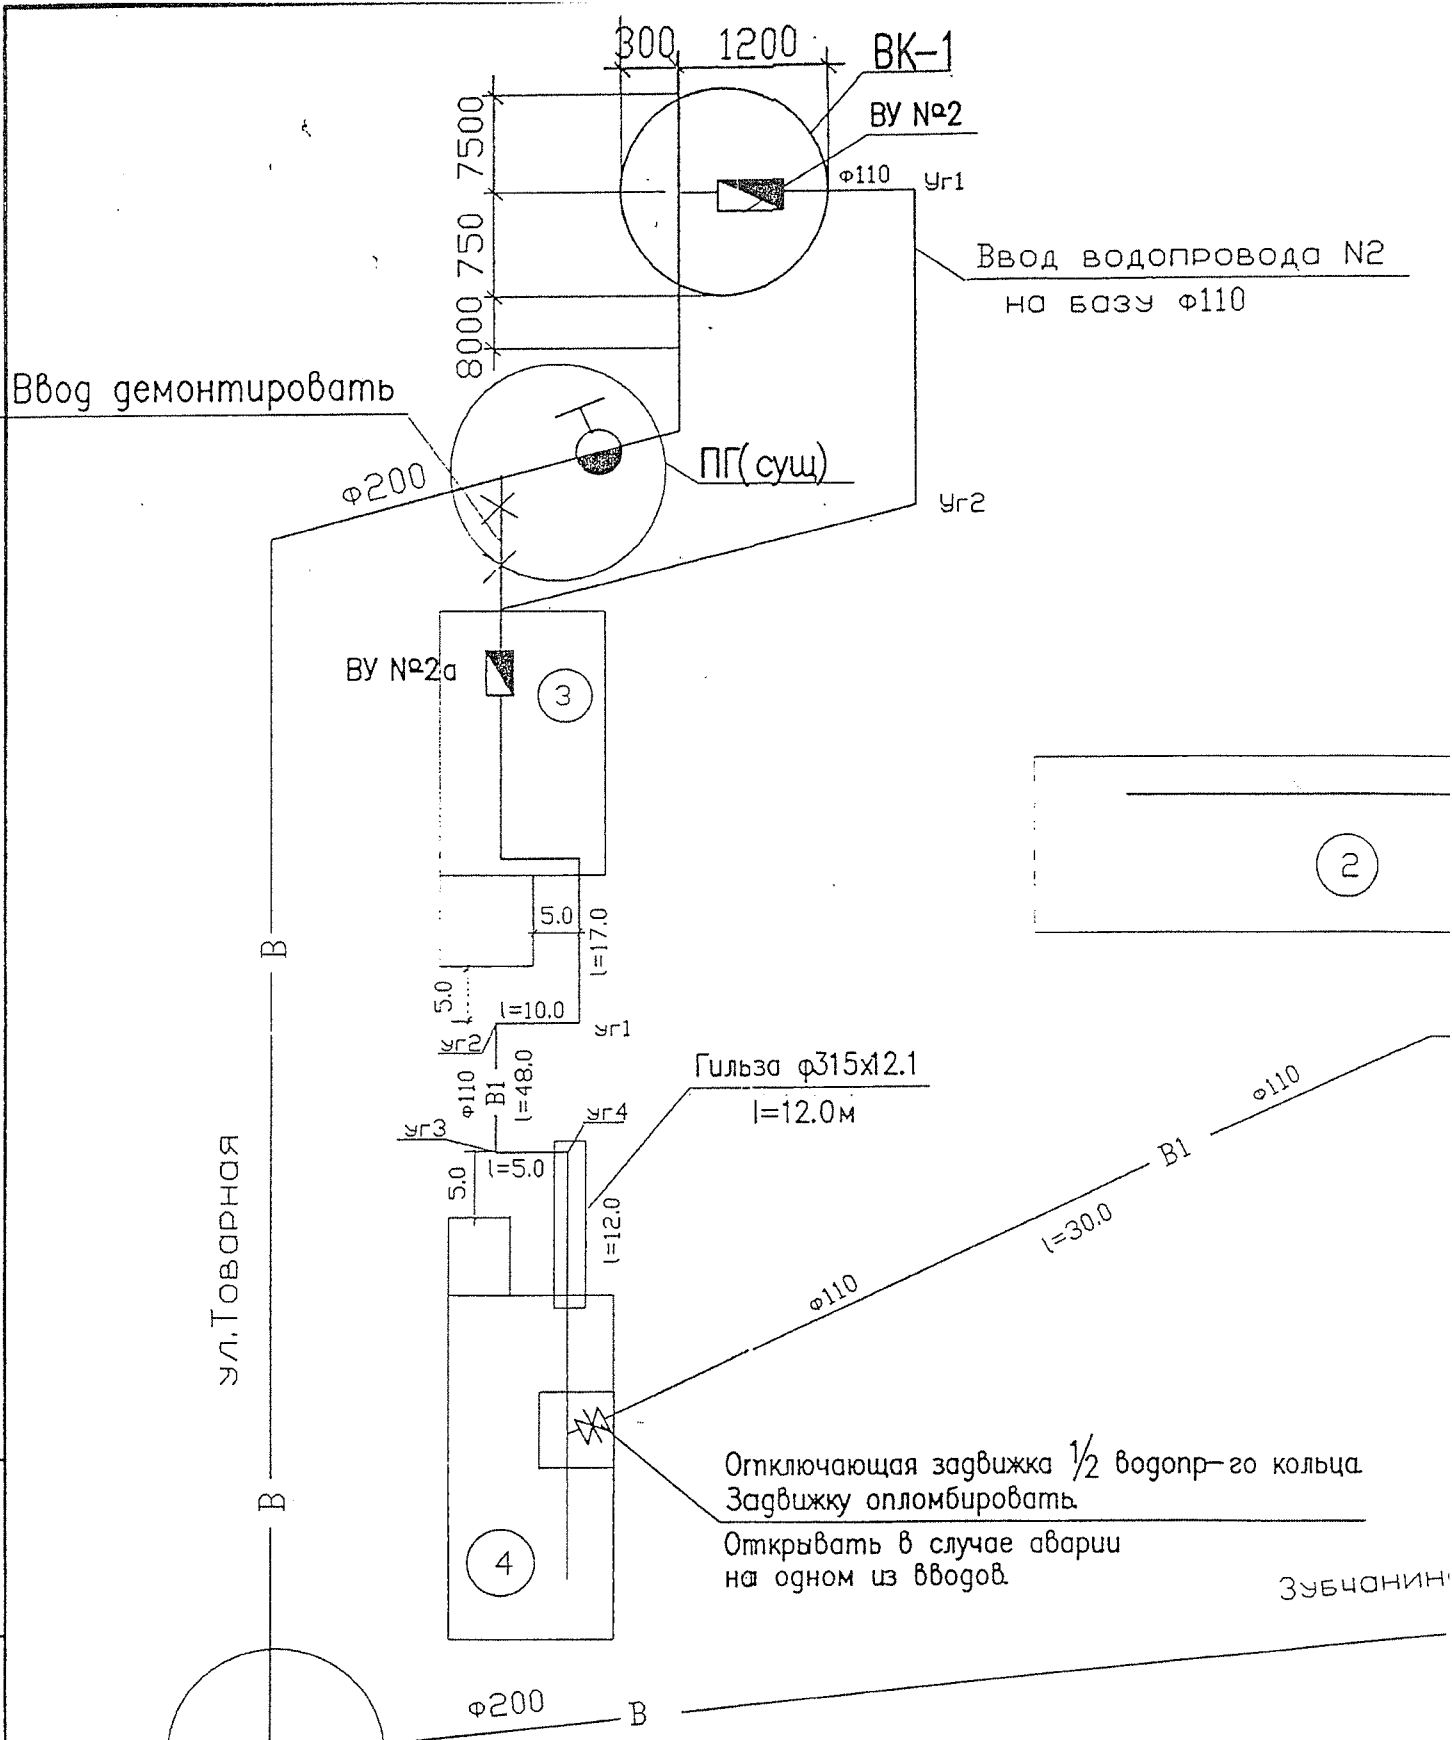 300 1200 ВК-1
ВУ №2
7500
ф110 Уг1
750
Ввод водопровода N2
на базу ф110
8000
Ввод демонтировать
ф200
ПГ(сущ)
Уг2
ВУ №2а
3
2
5.0
l=17.0
В
5.0
l=10.0
уг1
уг2
ф110
В1
l=48.0
Гильза φ315х12.1
l=12.0м
ф110
уг3
уг4
l=5.0
5.0
В1
l=12.0
l=30.0
ул.Товарная
ф110
Отключающая задвижка 1/2 водопр-го кольца
Задвижку опломбировать.
Открывать в случае аварии
на одном из вводов.
В
4
Зубчанин
ф200
В